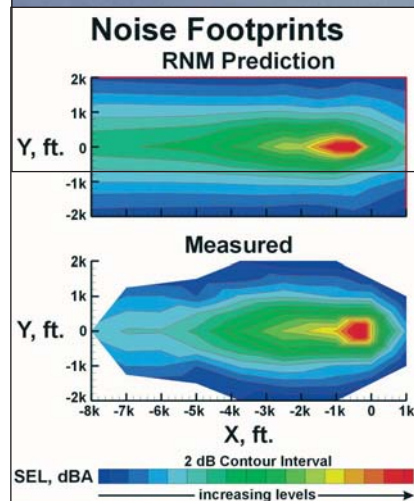 Noise Footprints
RNM Prediction
2k
1k
Y, ft. 0
-1k
-2k
Measured
2k
1k
Y, ft. 0
-1k
-2k
-8k -7k -6k -5k -4k -3k -2k -1k 0 1k
X, ft.
2 dB Contour Interval
SEL, dBA
increasing levels